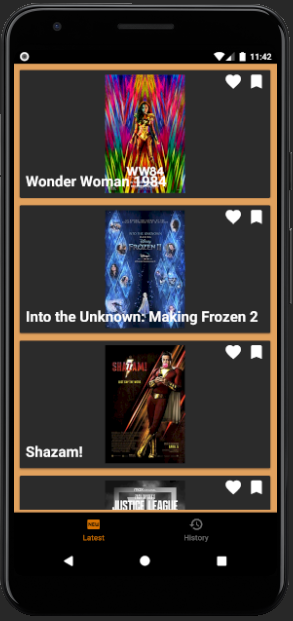 11:42
WW84
Wonder Woman 1984
Disney
FROZEN II
Into the Unknown: Making Frozen 2
SHAZAM!
Shazam!
JUSTICE LEAGUE
NEW
Latest
History